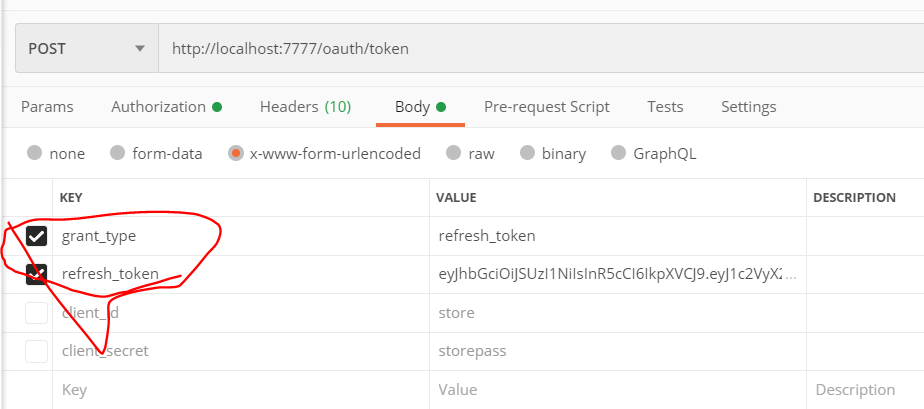 POST http://localhost:7777/oauth/token
Params Authorization Headers (10) Body Pre-request Script Tests Settings
none form-data x-www-form-urlencoded raw binary GraphQL
KEY VALUE DESCRIPTION
grant_type refresh_token
refresh_token eyJhbGciOiJSUzI1NiIsInR5cCI6IkpXVCJ9.eyJ1c2VyX2...
client_id store
client_secret storepass
Key Value Description